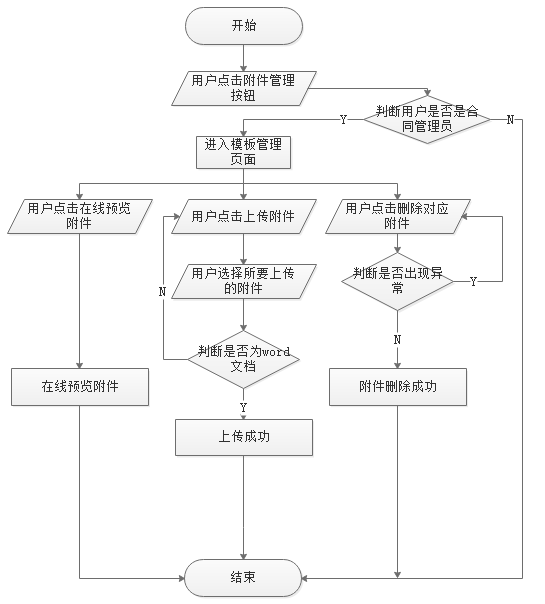 开始
用户点击附件管理
按钮
判断用户是否是合
同管理员
Y
N
进入模板管理
页面
用户点击在线预览
附件
用户点击上传附件
用户点击删除对应
附件
用户选择所要上传
的附件
判断是否出现异
常
Y
N
N
判断是否为word
文档
在线预览附件
附件删除成功
Y
上传成功
结束